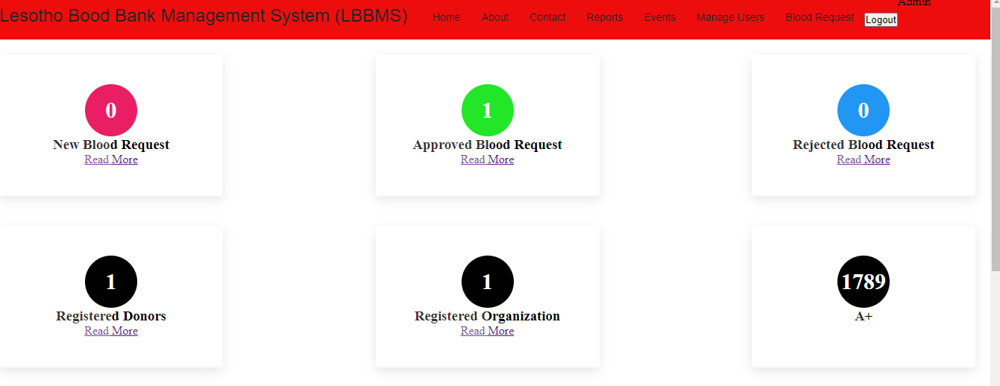 Lesotho Bood Bank Management System (LBBMS) Home About Contact Reports Events Manage Users Blood Request Logout Admin
0 1 0
New Blood Request Approved Blood Request Rejected Blood Request
Read More Read More Read More
1 1 1789
Registered Donors Registered Organization A+
Read More Read More